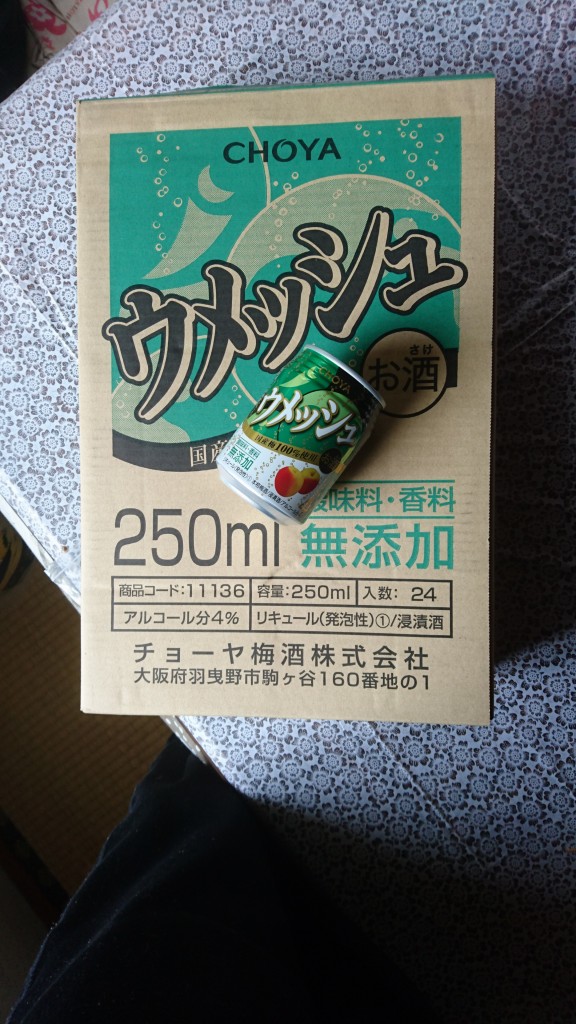 CHOYA
ウメッシュ
さけ
お酒
国産
CHOYA
ウメッシュ
国産梅100%使用
酸味料・香料
無添加
味料・香料
250ml 無添加
商品コード:11136 容量:250ml 入数: 24
アルコール分4% リキュール(発泡性)①/浸漬酒
チョーヤ梅酒株式会社
大阪府羽曳野市駒ヶ谷160番地の1